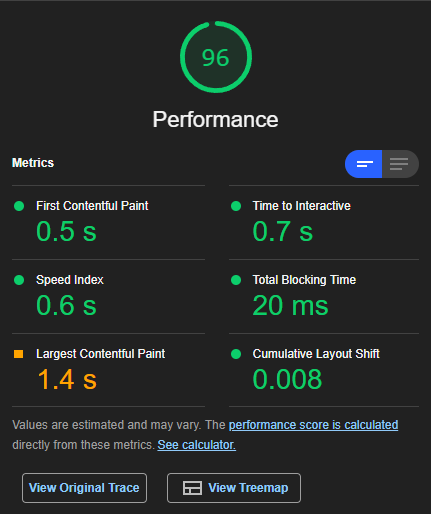 96
Performance
Metrics
First Contentful Paint
0.5 s
Time to Interactive
0.7 s
Speed Index
0.6 s
Total Blocking Time
20 ms
Largest Contentful Paint
1.4 s
Cumulative Layout Shift
0.008
Values are estimated and may vary. The performance score is calculated
directly from these metrics. See calculator.
View Original Trace
View Treemap